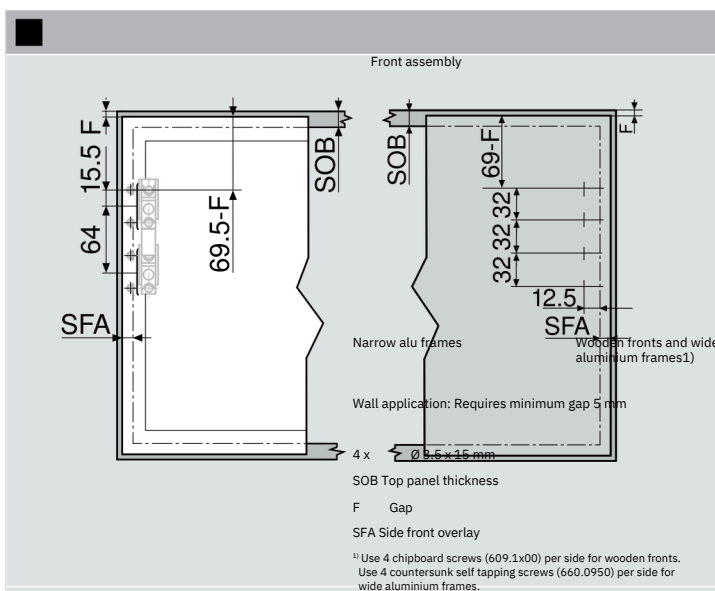 Front assembly
F
15.5
64
SFA
SOB
69.5-F
SOB
69-F
32
32
32
12.5
SFA
F
Narrow alu frames
Wooden fronts and wide
aluminium frames1)
Wall application: Requires minimum gap 5 mm
4 x Ø 3.5 x 15 mm
SOB Top panel thickness
F Gap
SFA Side front overlay
1) Use 4 chipboard screws (609.1x00) per side for wooden fronts.
Use 4 countersunk self tapping screws (660.0950) per side for
wide aluminium frames.